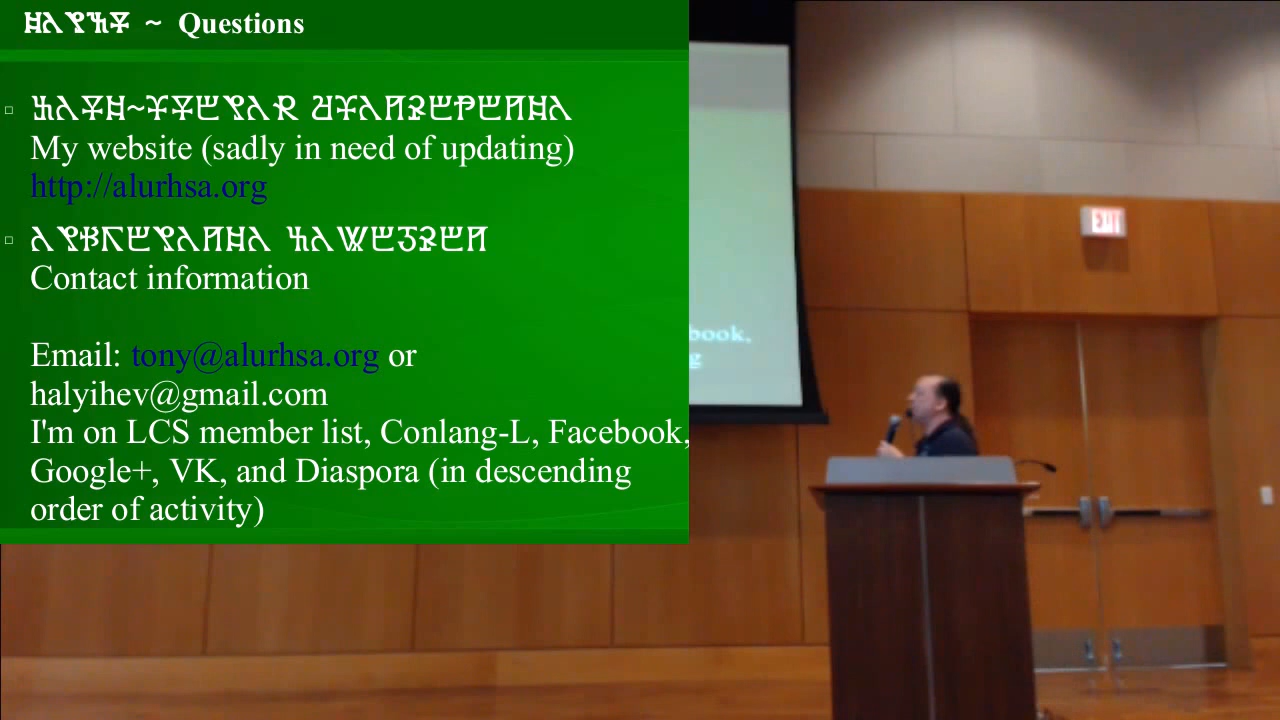 ~ Questions
My website (sadly in need of updating)
http://alurhsa.org
Contact information
Email: tony@alurhsa.org or
halyihev@gmail.com
I'm on LCS member list, Conlang-L, Facebook,
Google+, VK, and Diaspora (in descending
order of activity)
book,
g
EXIT